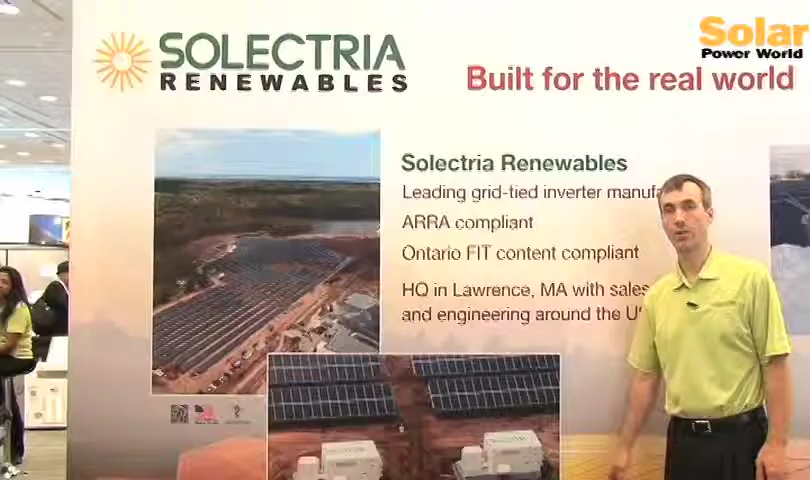 SOLECTRIA
RENEWABLES
Solar
Power World
Built for the real world
Solectria Renewables
Leading grid-tied inverter
ARRA compliant
Ontario FIT content compliant
HQ in Lawrence, MA with sales
and engineering around the